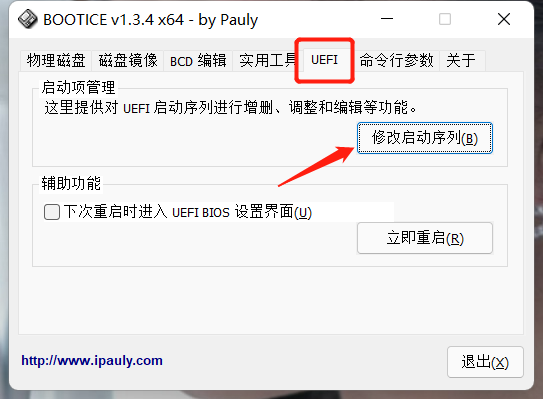 BOOTICE v1.3.4 x64 - by Pauly
物理磁盘 磁盘镜像 BCD 编辑 实用工具 UEFI 命令行参数 关于
启动项管理
这里提供对 UEFI 启动序列进行增删、调整和编辑等功能。
修改启动序列(B)
辅助功能
下次重启时进入 UEFI BIOS 设置界面(U)
立即重启(R)
http://www.ipauly.com
退出(X)